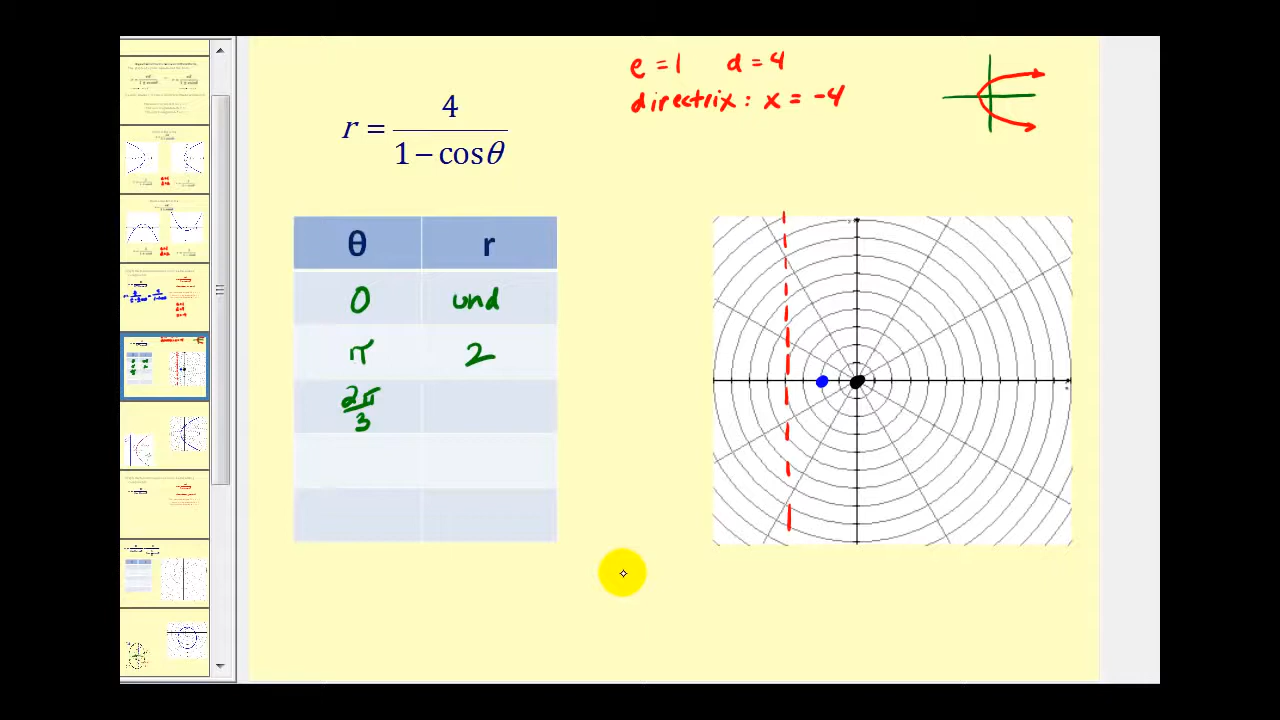 e = 1 d = 4
directrix : x = -4
r = 4 / (1 - cosθ)
θ r
0 und
π 2
2π/3